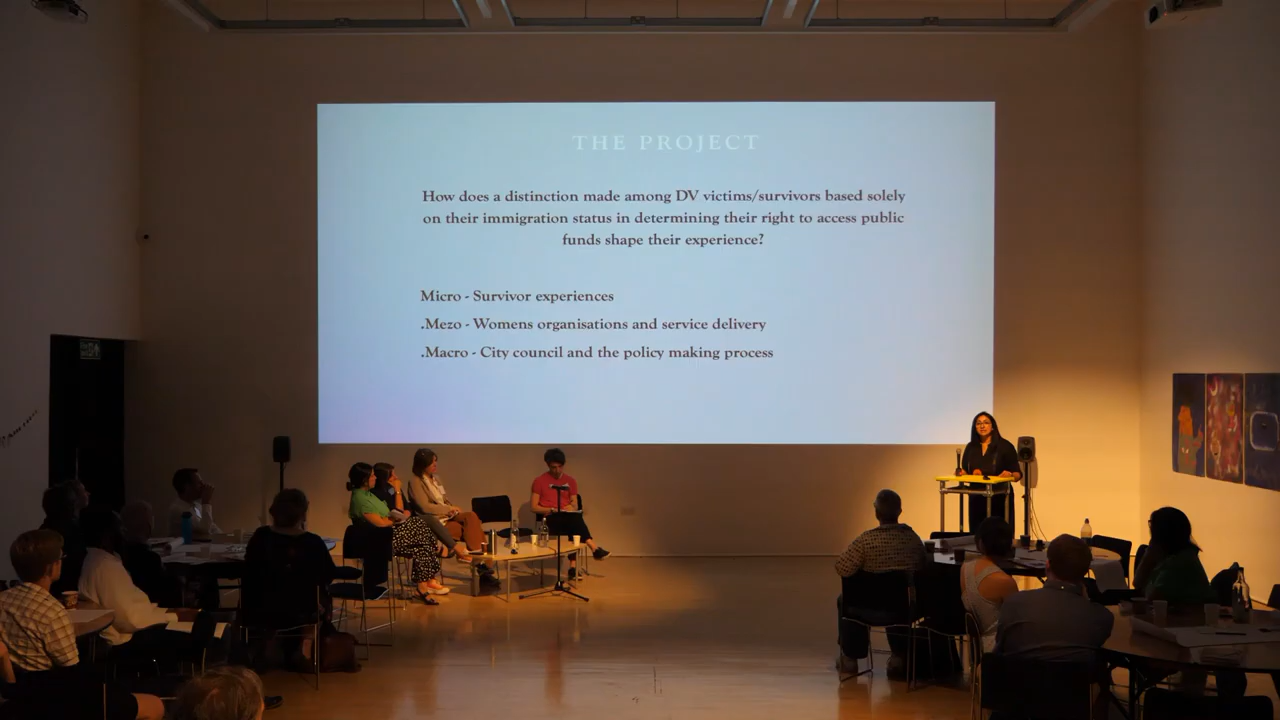 THE PROJECT
How does a distinction made among DV victims/survivors based solely
on their immigration status in determining their right to access public
funds shape their experience?
Micro - Survivor experiences
.Mezo - Womens organisations and service delivery
.Macro - City council and the policy making process